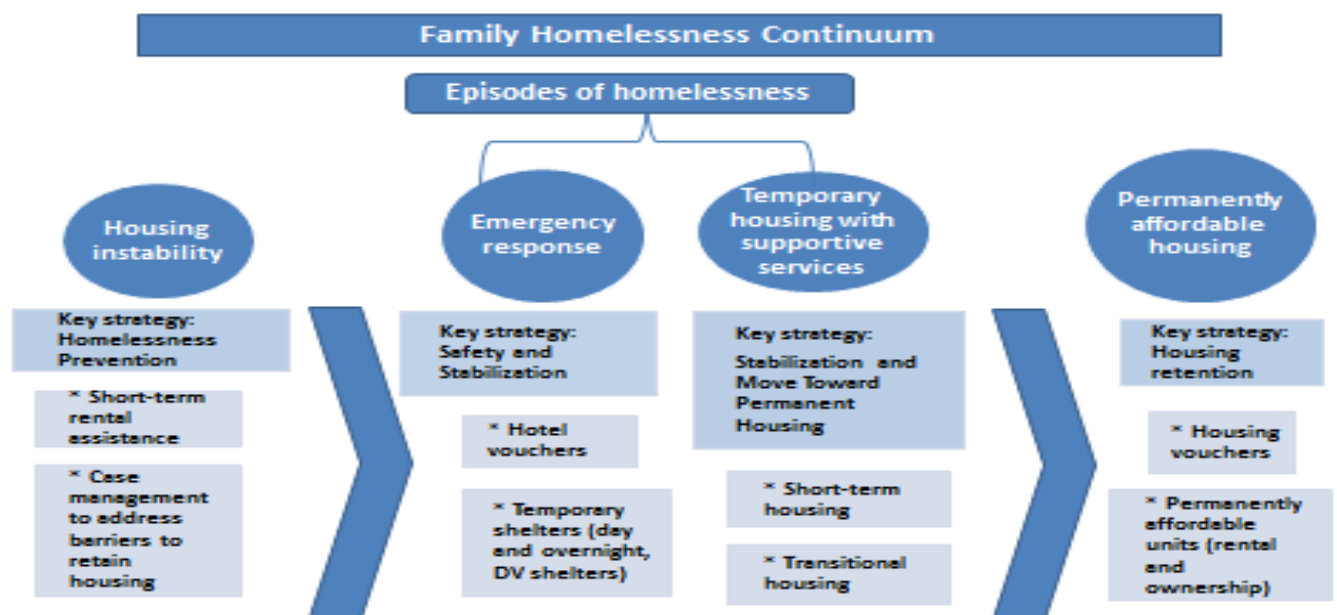 Family Homelessness Continuum
Episodes of homelessness
Housing
instability
Emergency
response
Temporary
housing with
supportive
services
Permanently
affordable
housing
Key strategy:
Homelessness
Prevention
* Short-term
rental
assistance
* Case
management
to address
barriers to
retain
housing
Key strategy:
Safety and
Stabilization
* Hotel
vouchers
* Temporary
shelters (day
and overnight,
DV shelters)
Key strategy:
Stabilization and
Move Toward
Permanent
Housing
* Short-term
housing
* Transitional
housing
Key strategy:
Housing
retention
* Housing
vouchers
* Permanently
affordable
units (rental
and
ownership)